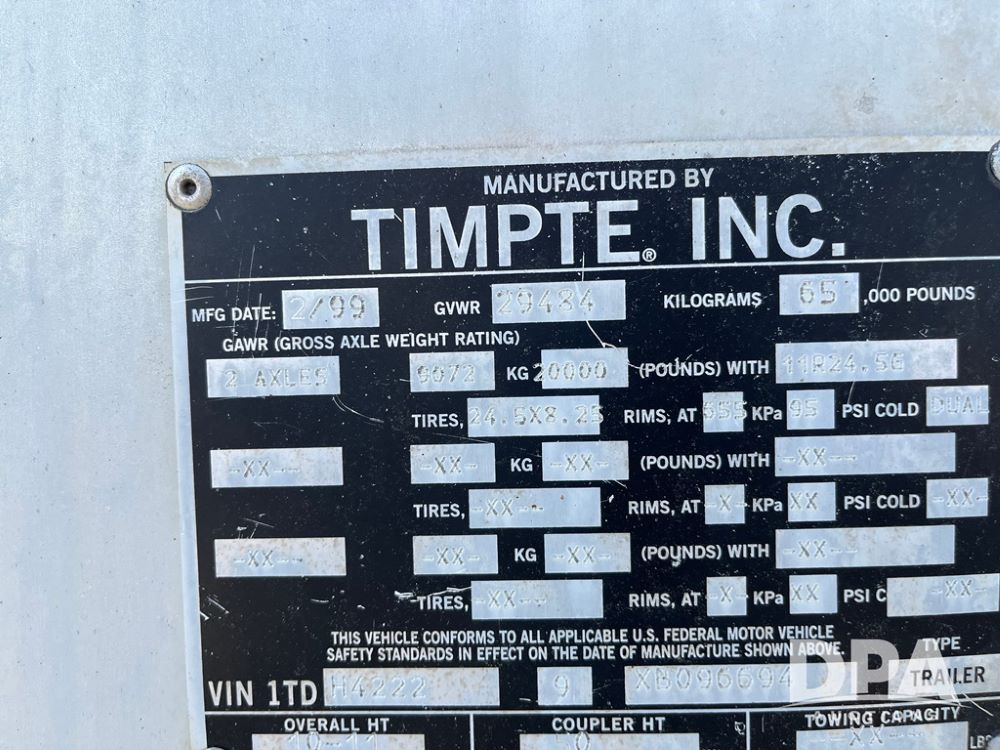 MANUFACTURED BY
TIMPTE® INC.
MFG DATE: 2/99 GVWR 29484 KILOGRAMS 65 ,000 POUNDS
GAWR (GROSS AXLE WEIGHT RATING)
2 AXLES 9072 KG 20000 (POUNDS) WITH 11R24.5G
TIRES, 24.5X8.25 RIMS, AT 655 KPa 95 PSI COLD DUAL
-XX-- -XX- KG -XX- (POUNDS) WITH -XX--
TIRES, -XX-- RIMS, AT -X- KPa XX PSI COLD -XX-
-XX-- -XX- KG -XX- (POUNDS) WITH -XX--
TIRES, -XX-- RIMS, AT -X- KPa XX PSI C -XX-
THIS VEHICLE CONFORMS TO ALL APPLICABLE U.S. FEDERAL MOTOR VEHICLE
SAFETY STANDARDS IN EFFECT ON THE DATE OF MANUFACTURE SHOWN ABOVE. TYPE
VIN 1TD H4222 9 XB096694 TRAILER
DPA
OVERALL HT COUPLER HT TOWING CAPACITY
10-11 0 -XX-- LBS